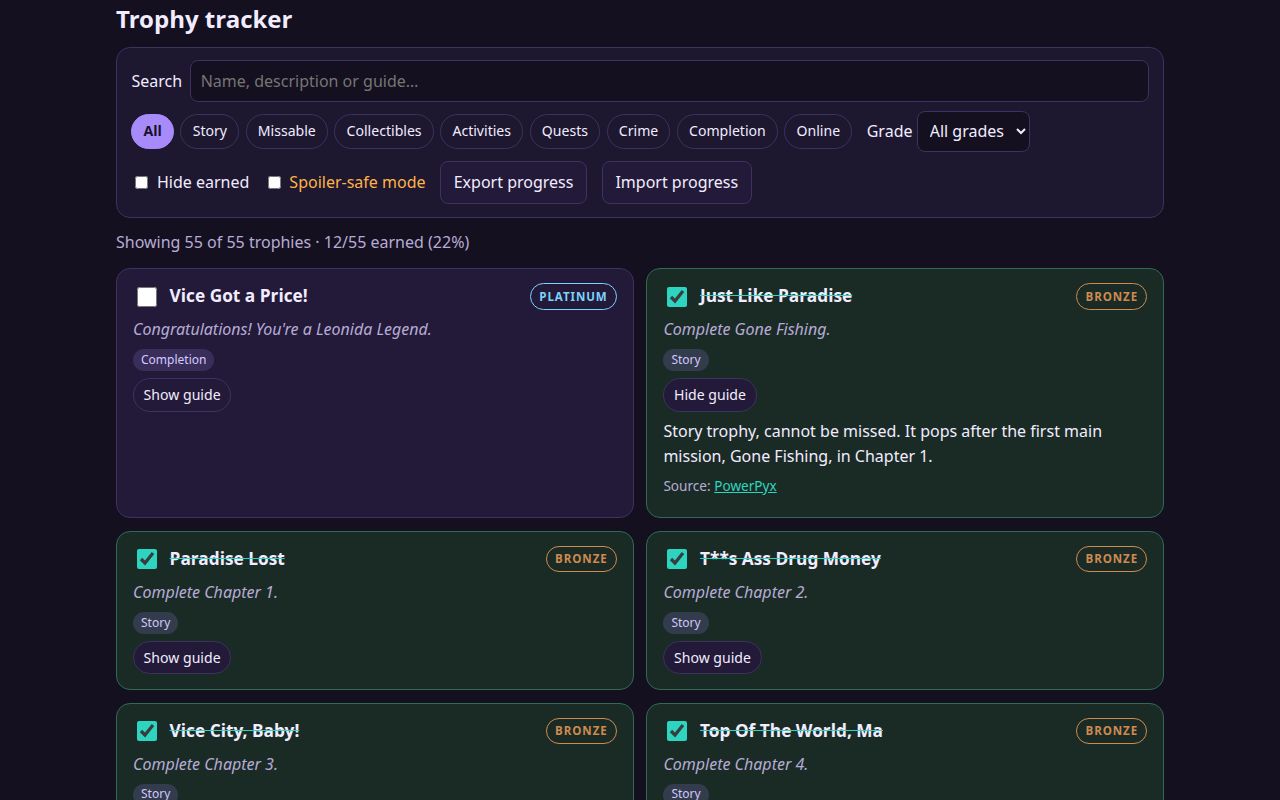 Trophy tracker
Search Name, description or guide...
All Story Missable Collectibles Activities Quests Crime Completion Online Grade All grades
Hide earned Spoiler-safe mode Export progress Import progress
Showing 55 of 55 trophies · 12/55 earned (22%)
Vice Got a Price! PLATINUM
Congratulations! You're a Leonida Legend.
Completion
Show guide
Just Like Paradise BRONZE
Complete Gone Fishing.
Story
Hide guide
Story trophy, cannot be missed. It pops after the first main
mission, Gone Fishing, in Chapter 1.
Source: PowerPyx
Paradise Lost BRONZE
Complete Chapter 1.
Story
Show guide
T**s Ass Drug Money BRONZE
Complete Chapter 2.
Story
Show guide
Vice City, Baby! BRONZE
Complete Chapter 3.
Story
Top Of The World, Ma BRONZE
Complete Chapter 4.
Story